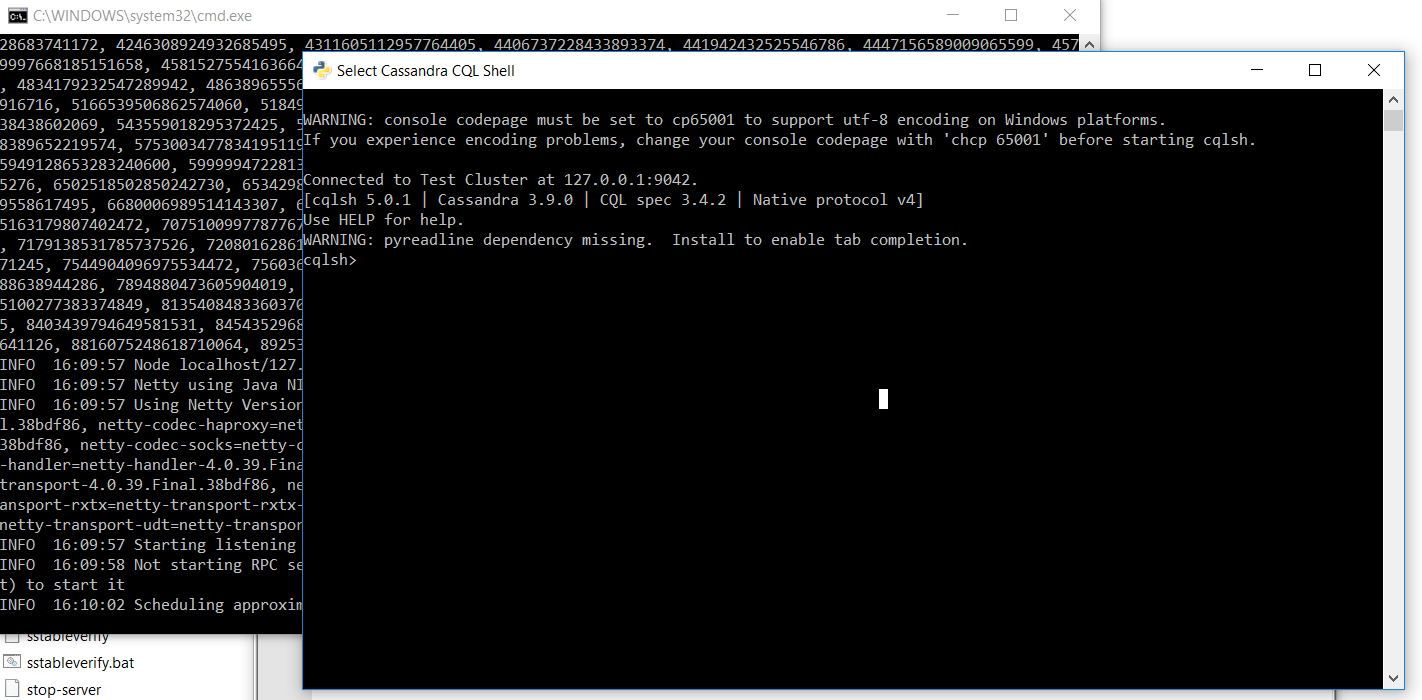 C:\WINDOWS\system32\cmd.exe
28683741172, 4246308924932685495, 4311605112957764405, 4406737228433893374, 441942432525546786, 4447156589009065599, 457
9997668185151658, 4581527554163664
, 4834179232547289942, 48638965556
916716, 5166539506862574060, 51849
38438602069, 543559018295372425, 5
8389652219574, 5753003477834195119
5949128653283240600, 5999994722813
5276, 6502518502850242730, 6534298
9558617495, 6680006989514143307, 6
5163179807402472, 7075100997787767
, 7179138531785737526, 72080162861
71245, 7544904096975534472, 756036
88638944286, 7894880473605904019,
5100277383374849, 8135408483360370
5, 8403439794649581531, 8454352968
641126, 8816075248618710064, 89253
INFO  16:09:57 Node localhost/127.
INFO  16:09:57 Netty using Java NI
INFO  16:09:57 Using Netty Version
l.38bdf86, netty-codec-haproxy=net
38bdf86, netty-codec-socks=netty-c
-handler=netty-handler-4.0.39.Fina
transport-4.0.39.Final.38bdf86, ne
ansport-rxtx=netty-transport-rxtx-
netty-transport-udt=netty-transpor
INFO  16:09:57 Starting listening
INFO  16:09:58 Not starting RPC se
t) to start it
INFO  16:10:02 Scheduling approxim
sstableverify
sstableverify.bat
stop-server
Select Cassandra CQL Shell
WARNING: console codepage must be set to cp65001 to support utf-8 encoding on Windows platforms.
If you experience encoding problems, change your console codepage with 'chcp 65001' before starting cqlsh.
Connected to Test Cluster at 127.0.0.1:9042.
[cqlsh 5.0.1 | Cassandra 3.9.0 | CQL spec 3.4.2 | Native protocol v4]
Use HELP for help.
WARNING: pyreadline dependency missing.  Install to enable tab completion.
cqlsh>